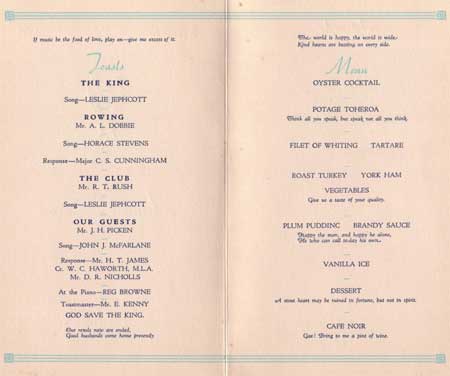 If music be the food of love, play on—give me excess of it.
Toasts
THE KING
Song—LESLIE JEPHCOTT
ROWING
Mr. A. L. DOBBIE
Song—HORACE STEVENS
Response—Major C. S. CUNNINGHAM
THE CLUB
Mr. R. T. RUSH
Song—LESLIE JEPHCOTT
OUR GUESTS
Mr. J. H. PICKEN
Song—JOHN J. McFARLANE
Response—Mr. H. T. JAMES
Cr. W. C. HAWORTH, M.L.A.
Mr. D. R. NICHOLLS
At the Piano—REG BROWNE
Toastmaster—Mr. E. KENNY
GOD SAVE THE KING.
Our revels now are ended,
Good husbands come home presently.
The world is happy, the world is wide,
Kind hearts are beating on every side.
Menu
OYSTER COCKTAIL
POTAGE TOHEROA
Think all you speak, but speak not all you think.
FILET OF WHITING TARTARE
ROAST TURKEY YORK HAM
VEGETABLES
Give us a taste of your quality.
PLUM PUDDING BRANDY SAUCE
Happy the man, and happy he alone,
He who can call to-day his own.
VANILLA ICE
DESSERT
A stout heart may be ruined in fortune, but not in spirit.
CAFE NOIR
Go! Bring to me a pint of wine.